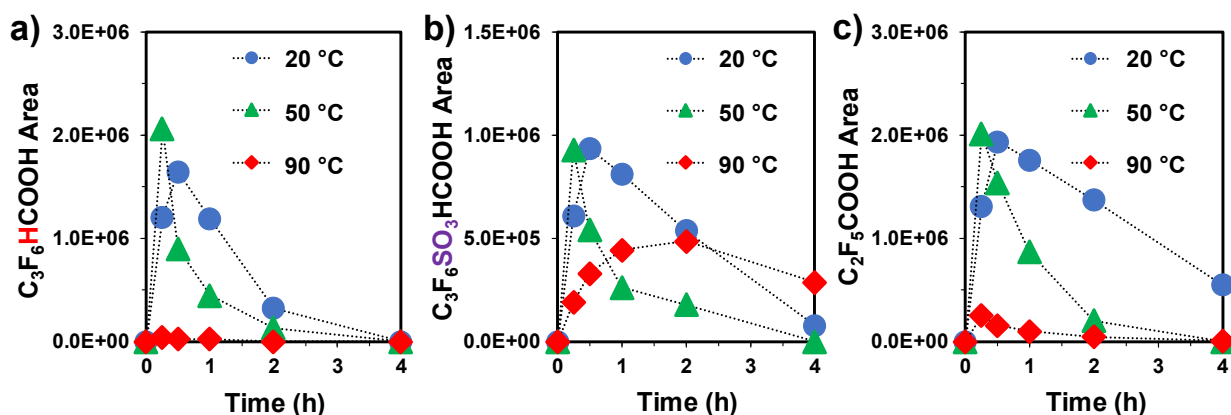 a)
C₃F₆HCOOH Area
3.0E+06
2.0E+06
1.0E+06
0.0E+00
20 °C
50 °C
90 °C
0 1 2 3 4
Time (h)
b)
C₃F₆SO₃HCOOH Area
1.5E+06
1.0E+06
5.0E+05
0.0E+00
20 °C
50 °C
90 °C
0 1 2 3 4
Time (h)
c)
C₂F₅COOH Area
3.0E+06
2.0E+06
1.0E+06
0.0E+00
20 °C
50 °C
90 °C
0 1 2 3 4
Time (h)